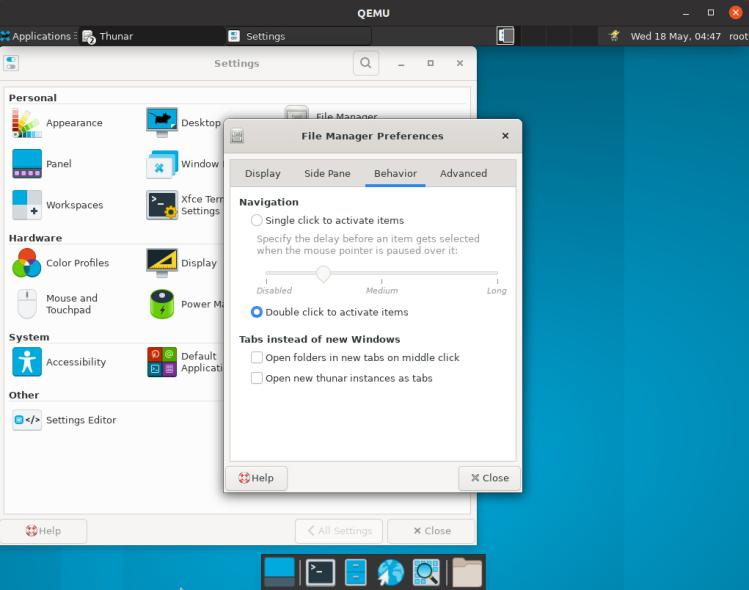 QEMU
Applications
2 Thunar
Settings
Wed 18 May, 04:47 root
Settings
Personal
Appearance
Desktop
File Manager
Panel
Window
Workspaces
Xfce Ter
Settings
Hardware
Color Profiles
Display
Mouse and
Touchpad
Power Ma
System
Accessibility
Default
Applicati
Other
Settings Editor
Help
< All Settings
× Close
File Manager Preferences
Display
Side Pane
Behavior
Advanced
Navigation
Single click to activate items
Specify the delay before an item gets selected
when the mouse pointer is paused over it:
Disabled Medium Long
Double click to activate items
Tabs instead of new Windows
Open folders in new tabs on middle click
Open new thunar instances as tabs
Help
Close